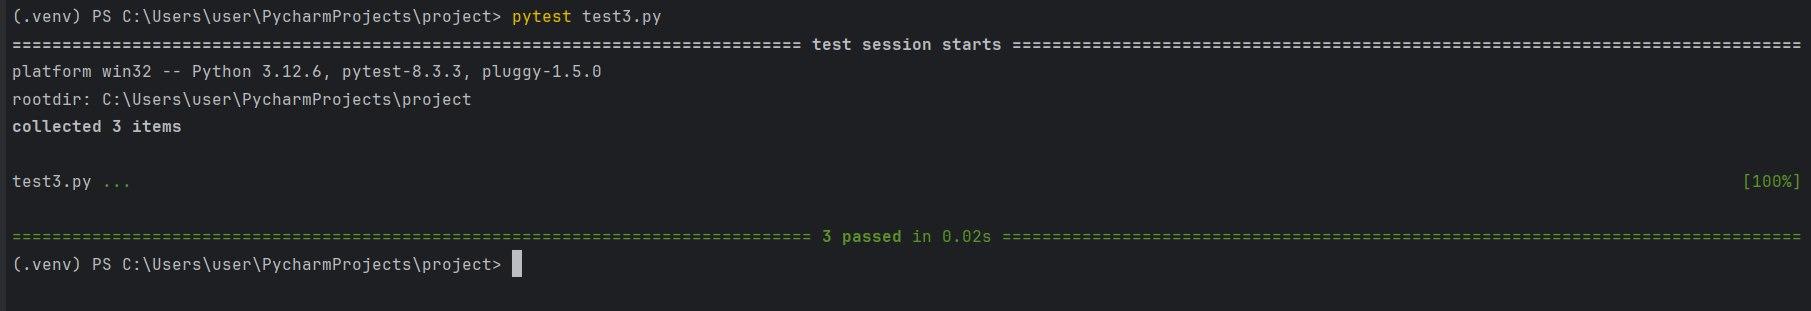 (.venv) PS C:\Users\user\PycharmProjects\project> pytest test3.py
=============================================================================== test session starts ===============================================================================
platform win32 -- Python 3.12.6, pytest-8.3.3, pluggy-1.5.0
rootdir: C:\Users\user\PycharmProjects\project
collected 3 items
test3.py ... [100%]
================================================================================ 3 passed in 0.02s ================================================================================
(.venv) PS C:\Users\user\PycharmProjects\project>